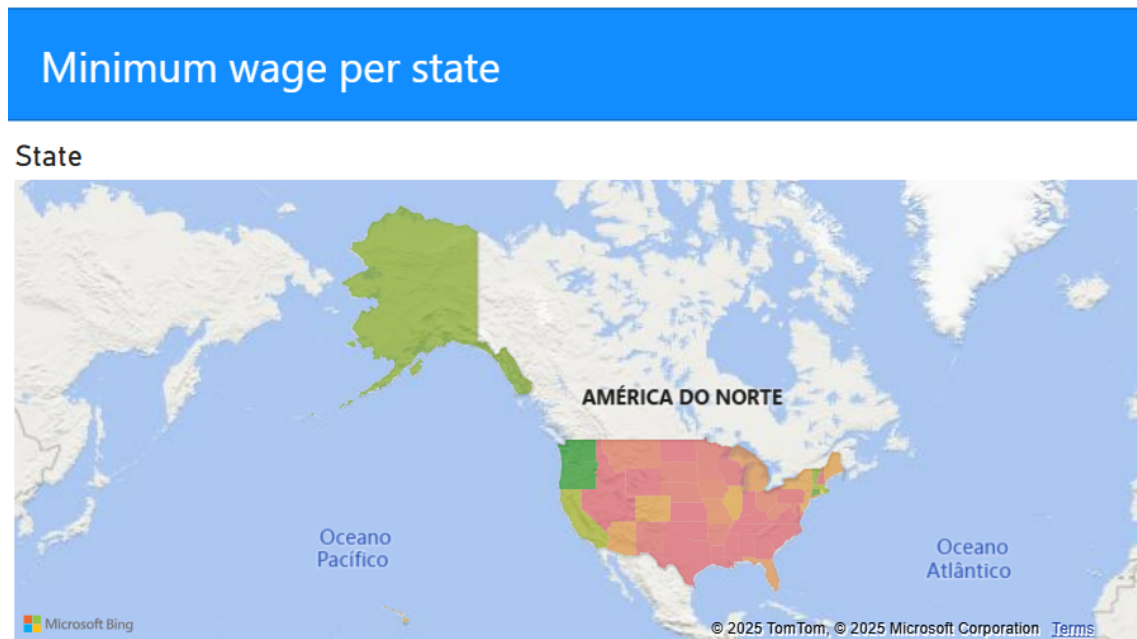 Minimum wage per state
State
AMÉRICA DO NORTE
Oceano
Pacífico
Oceano
Atlântico
Microsoft Bing
© 2025 TomTom, © 2025 Microsoft Corporation Terms